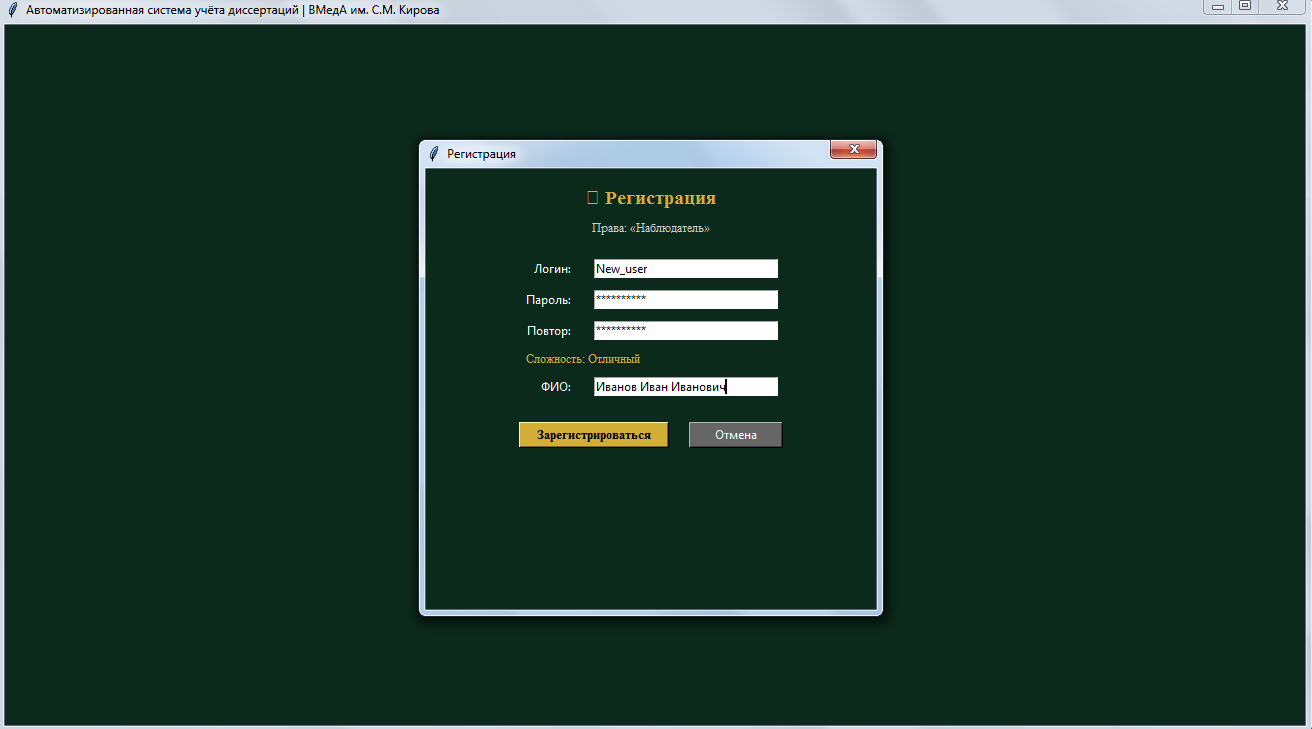 Автоматизированная система учёта диссертаций | ВМедА им. С.М. Кирова
Регистрация
Регистрация
Права: «Наблюдатель»
Логин: New_user
Пароль: **********
Повтор: **********
Сложность: Отличный
ФИО: Иванов Иван Иванович
Зарегистрироваться Отмена